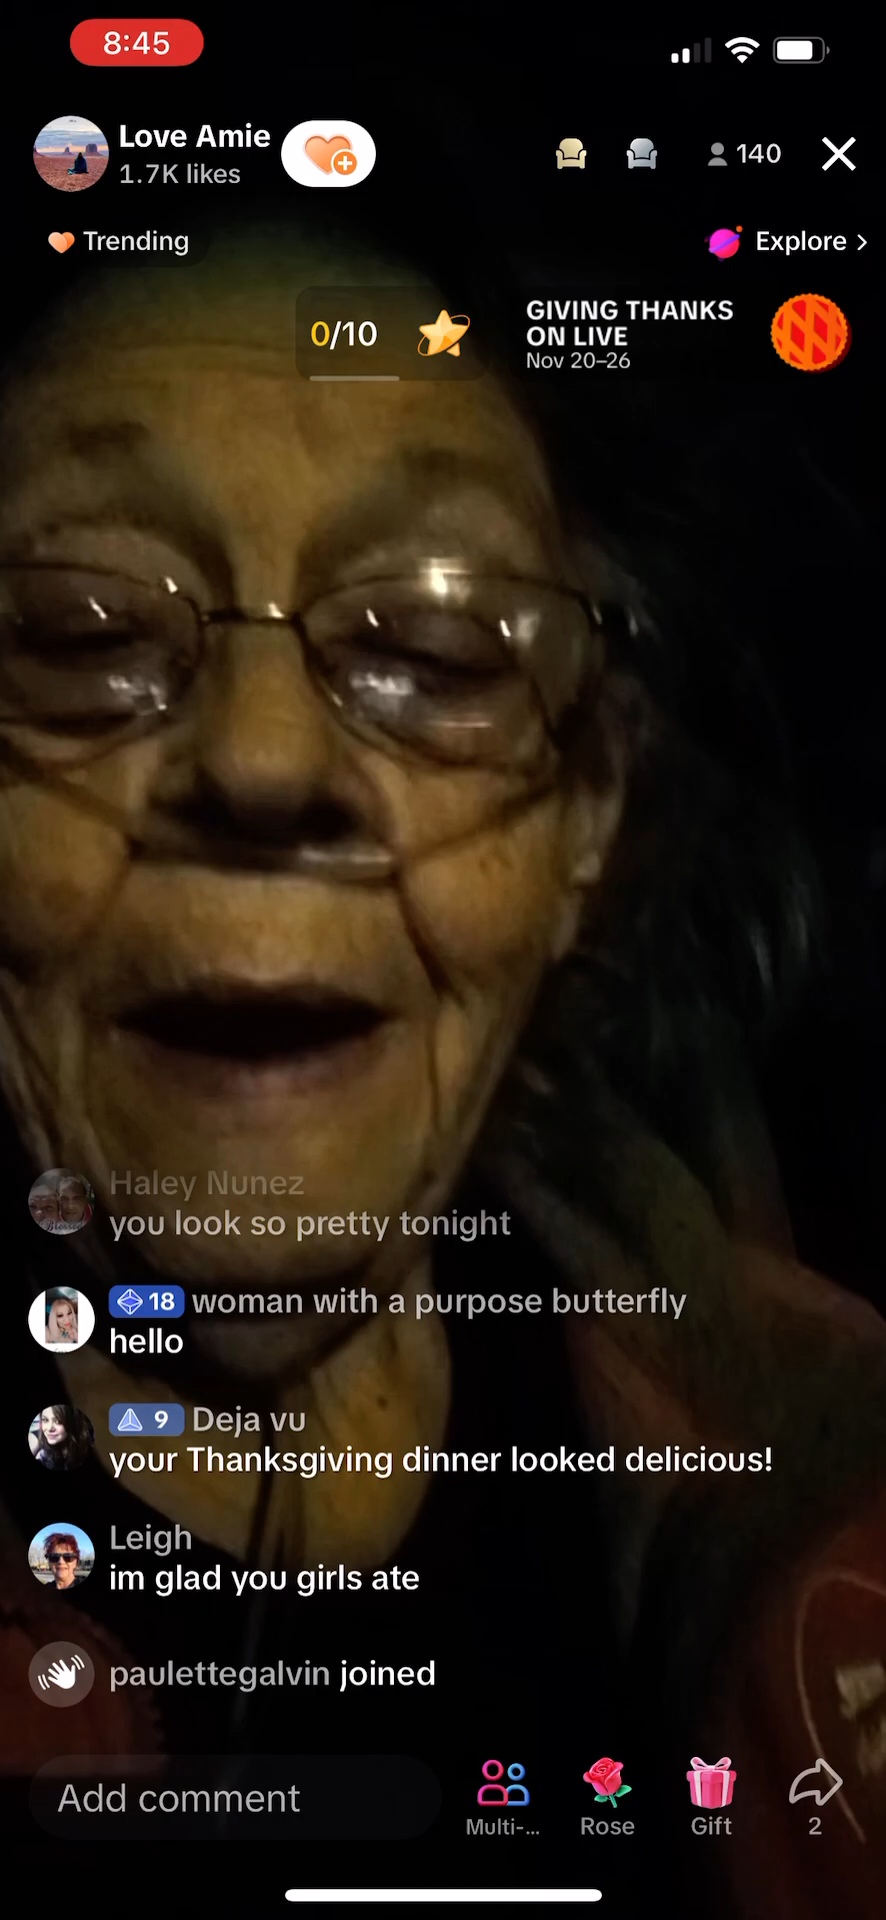 8:45
Love Amie
1.7K likes
140
Trending
Explore >
0/10
GIVING THANKS
ON LIVE
Nov 20–26
Haley Nunez
you look so pretty tonight
18 woman with a purpose butterfly
hello
9 Deja vu
your Thanksgiving dinner looked delicious!
Leigh
im glad you girls ate
paulettegalvin joined
Add comment
Multi-...
Rose
Gift
2